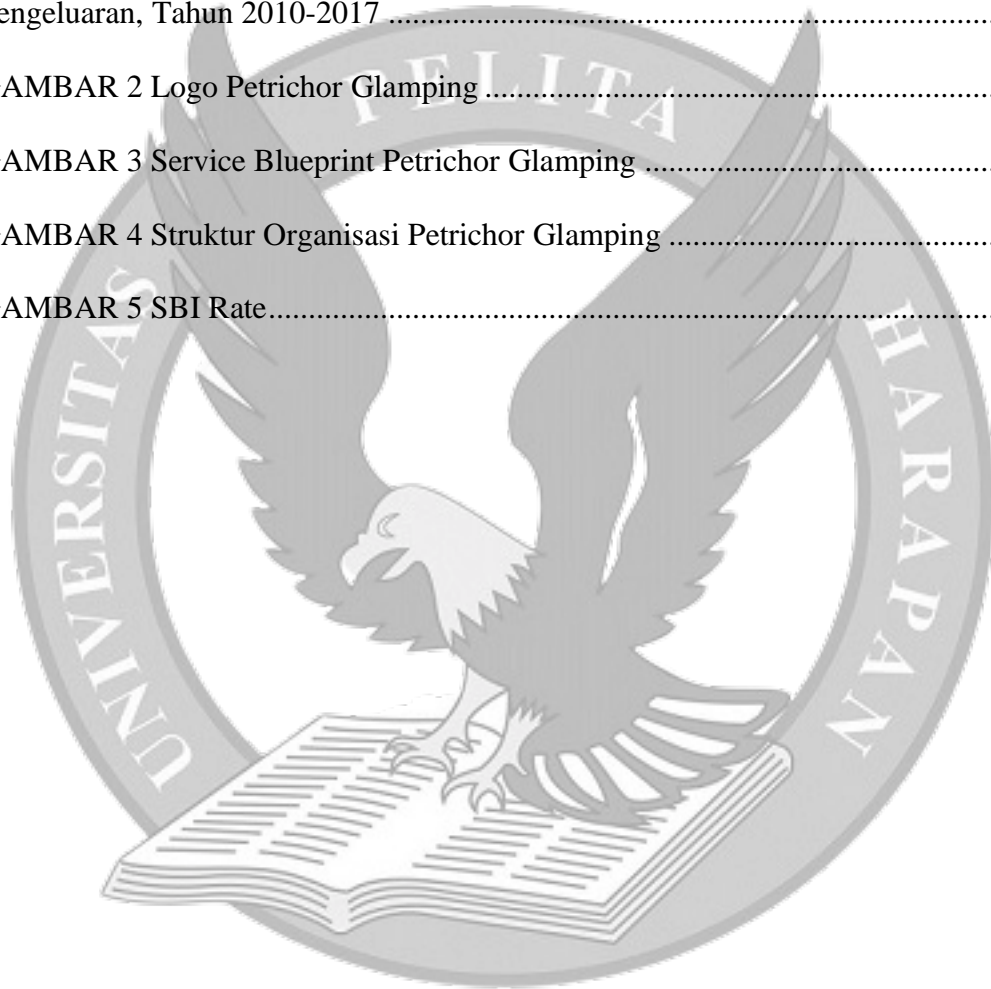 engeluaran, Tahun 2010-2017 ........................................................................
AMBAR 2 Logo Petrichor Glamping ................................................................
AMBAR 3 Service Blueprint Petrichor Glamping ............................................
AMBAR 4 Struktur Organisasi Petrichor Glamping .........................................
AMBAR 5 SBI Rate...........................................................................................
UNIVERSITAS PELITA HARAPAN